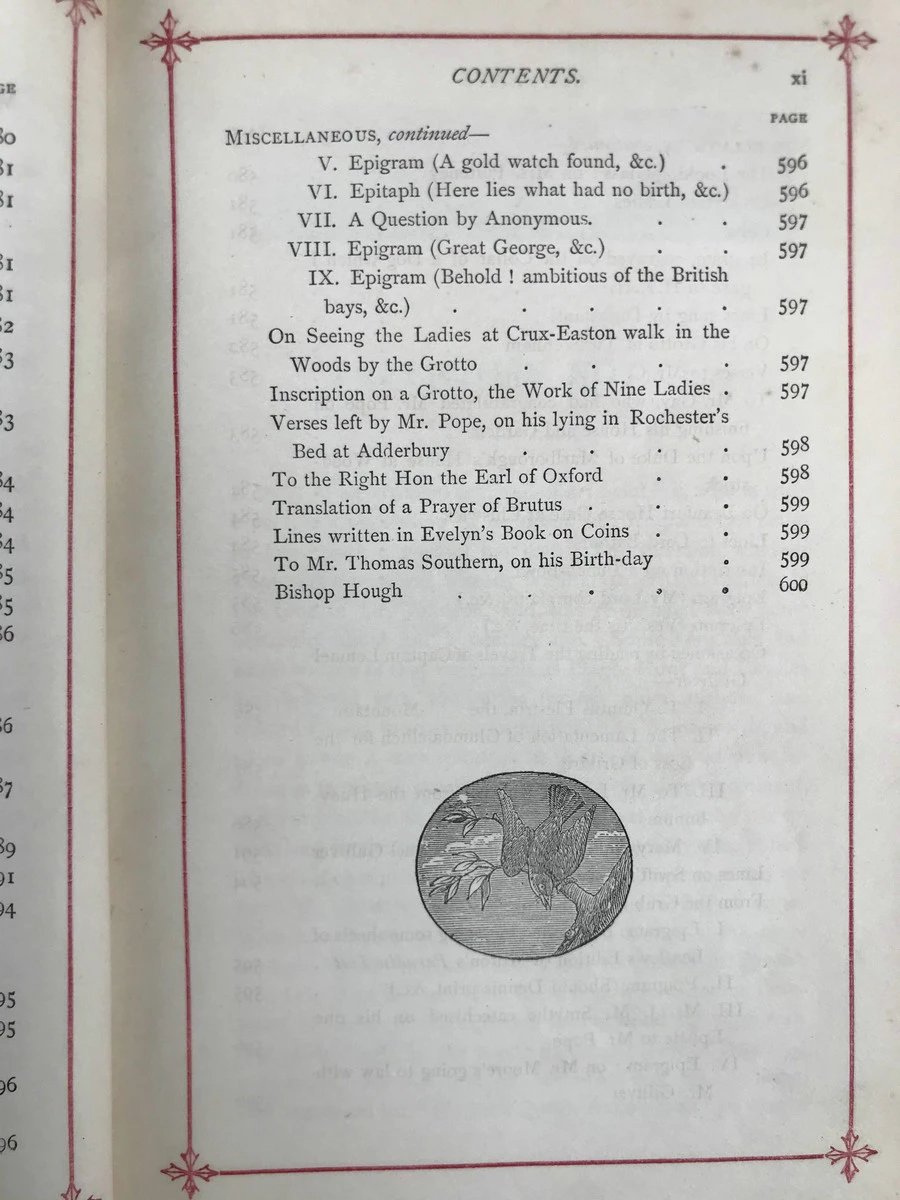 CONTENTS. xi
PAGE
MISCELLANEOUS, continued—
V. Epigram (A gold watch found, &c.) . 596
VI. Epitaph (Here lies what had no birth, &c.) 596
VII. A Question by Anonymous. . . 597
VIII. Epigram (Great George, &c.) . . 597
IX. Epigram (Behold ! ambitious of the British
bays, &c.) . . . . . 597
On Seeing the Ladies at Crux-Easton walk in the
Woods by the Grotto . . . . 597
Inscription on a Grotto, the Work of Nine Ladies . 597
Verses left by Mr. Pope, on his lying in Rochester's
Bed at Adderbury . . . . 598
To the Right Hon the Earl of Oxford . . 598
Translation of a Prayer of Brutus . . . 599
Lines written in Evelyn's Book on Coins . . 599
To Mr. Thomas Southern, on his Birth-day . 599
Bishop Hough . . . . . 600